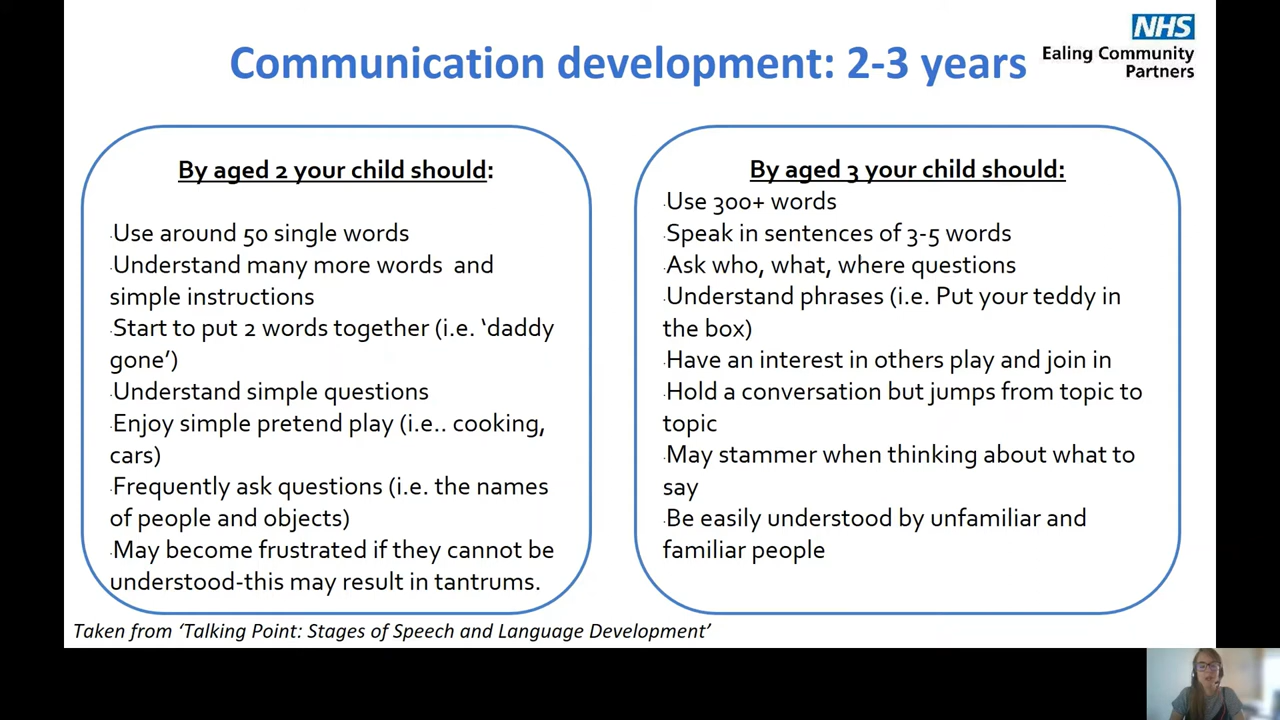 Communication development: 2-3 years
NHS
Ealing Community
Partners
By aged 2 your child should:
·Use around 50 single words
·Understand many more words and
simple instructions
·Start to put 2 words together (i.e. ‘daddy
gone’)
·Understand simple questions
·Enjoy simple pretend play (i.e.. cooking,
cars)
·Frequently ask questions (i.e. the names
of people and objects)
·May become frustrated if they cannot be
understood-this may result in tantrums.
By aged 3 your child should:
·Use 300+ words
·Speak in sentences of 3-5 words
·Ask who, what, where questions
·Understand phrases (i.e. Put your teddy in
the box)
·Have an interest in others play and join in
·Hold a conversation but jumps from topic to
topic
·May stammer when thinking about what to
say
·Be easily understood by unfamiliar and
familiar people
Taken from ‘Talking Point: Stages of Speech and Language Development’